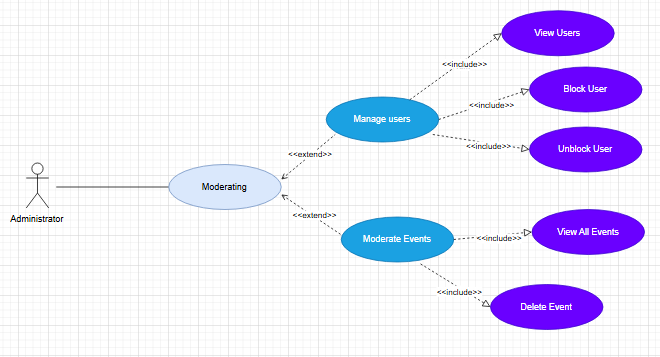 View Users
<<include>>
Block User
<<include>>
Manage users
Unblock User
<<include>>
<<extend>>
Moderating
Administrator
<<extend>>
View All Events
<<include>>
Moderate Events
<<include>>
Delete Event